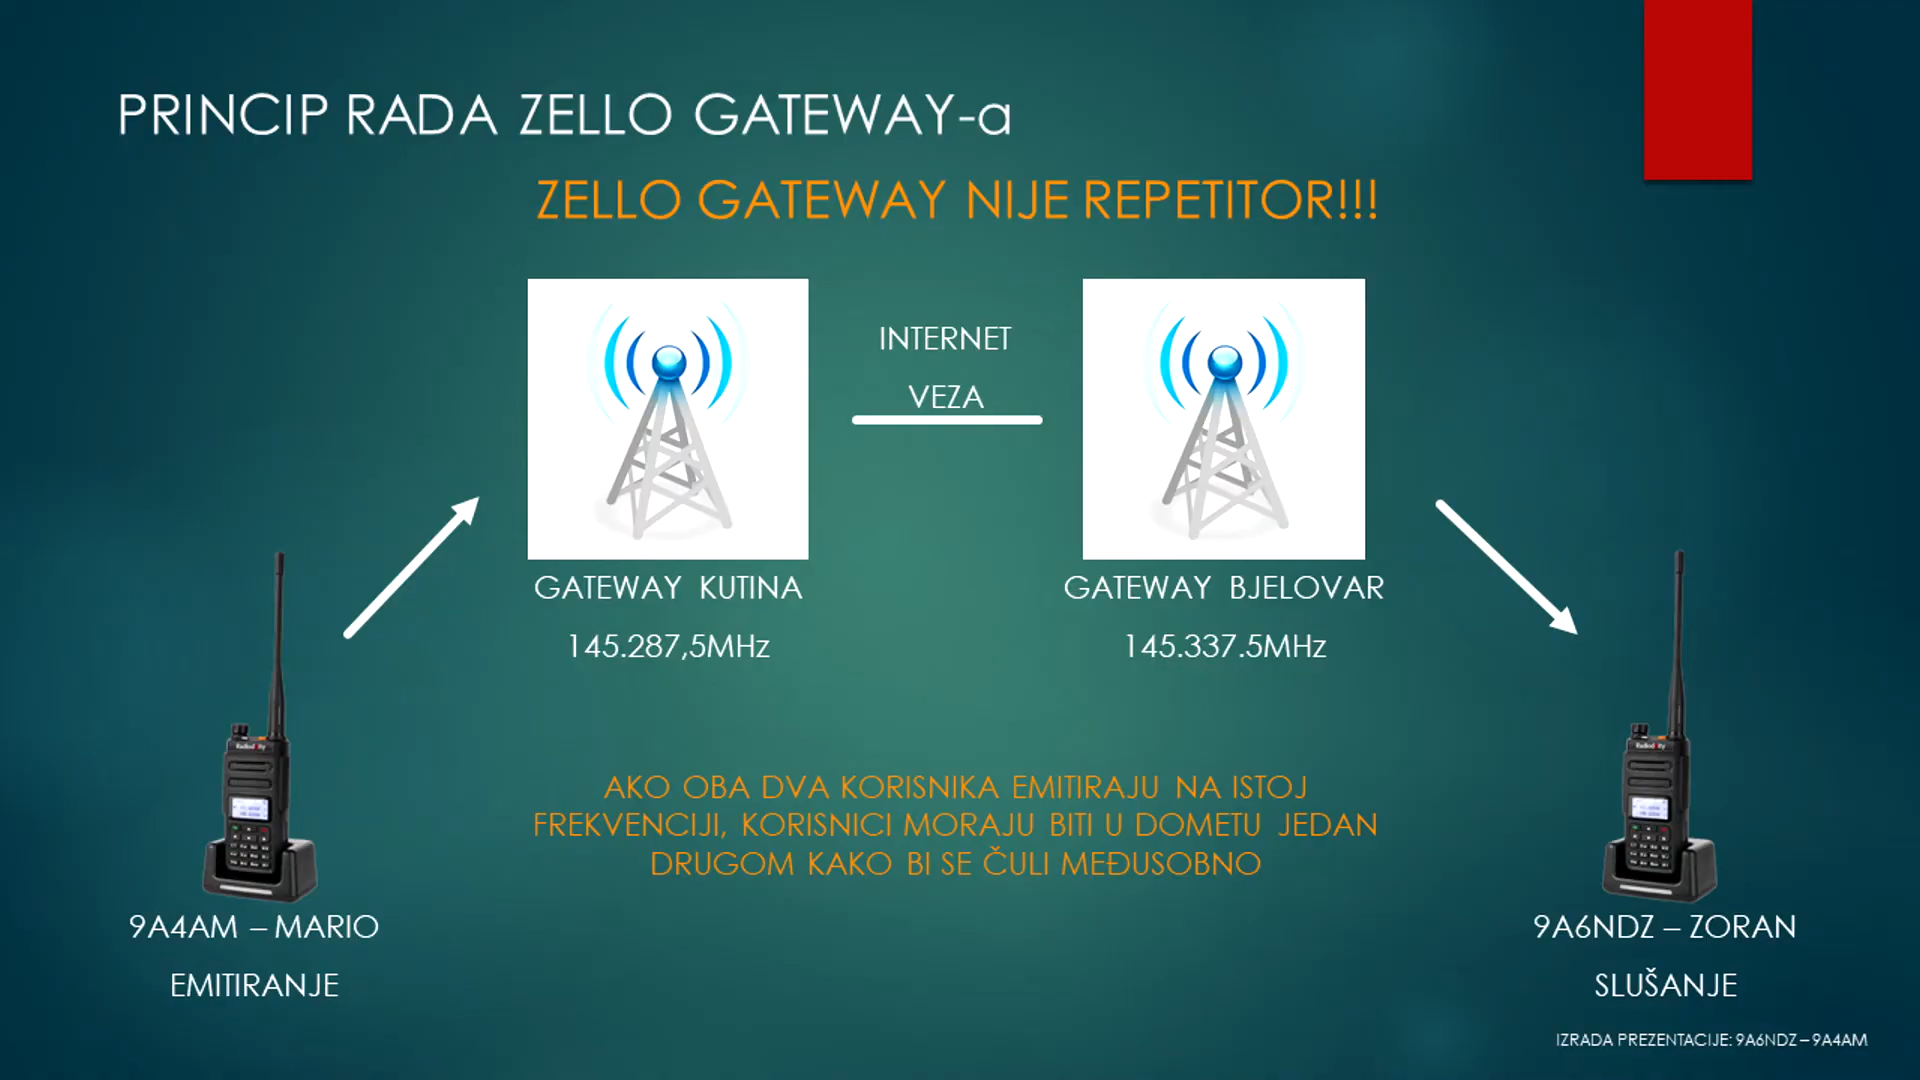 PRINCIP RADA ZELLO GATEWAY-a
ZELLO GATEWAY NIJE REPETITOR!!!
INTERNET
VEZA
GATEWAY KUTINA
145.287,5MHz
GATEWAY BJELOVAR
145.337.5MHz
AKO OBA DVA KORISNIKA EMITIRAJU NA ISTOJ
FREKVENCIJI, KORISNICI MORAJU BITI U DOMETU JEDAN
DRUGOM KAKO BI SE ČULI MEĐUSOBNO
9A4AM – MARIO
EMITIRANJE
9A6NDZ – ZORAN
SLUŠANJE
IZRADA PREZENTACIJE: 9A6NDZ – 9A4AM